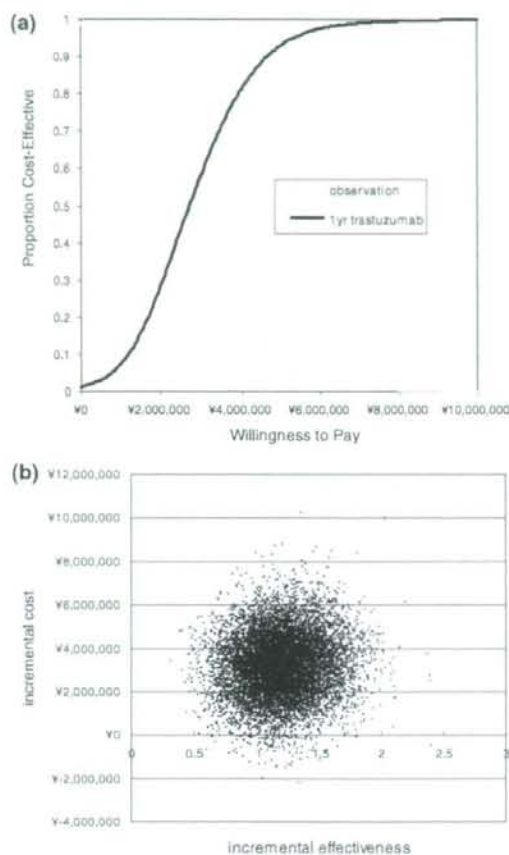 (a)
Proportion Cost-Effective
1
0.9
0.8
0.7
0.6
0.5
0.4
0.3
0.2
0.1
0
observation
1yr trastuzumab
¥0 ¥2,000,000 ¥4,000,000 ¥6,000,000 ¥8,000,000 ¥10,000,000
Willingness to Pay
(b)
incremental cost
¥12,000,000
¥10,000,000
¥8,000,000
¥6,000,000
¥4,000,000
¥2,000,000
¥0
¥-2,000,000
¥-4,000,000
0 0.5 1 1.5 2 2.5 3
incremental effectiveness